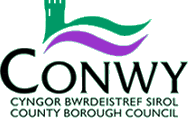 CONWY
CYNGOR BWRDEISTREF SIROL
COUNTY BOROUGH COUNCIL